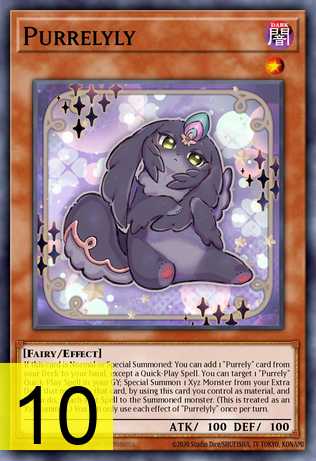 PURRELYLY
DARK
闇
[FAIRY/EFFECT]
If this card is Normal or Special Summoned: You can add 1 "Purrely" card from
your Deck to your hand, except a Quick-Play Spell. You can target 1 "Purrely"
Quick-Play Spell in your GY; Special Summon 1 Xyz Monster from your Extra
that card, by using this card you control as material, and
Spell to the Summoned monster. (This is treated as an
only use each effect of "Purrelyly" once per turn.
ATK/ 100 DEF/ 100
©2020 Studio Dice/SHUEISHA, TV TOKYO, KONAMI
10